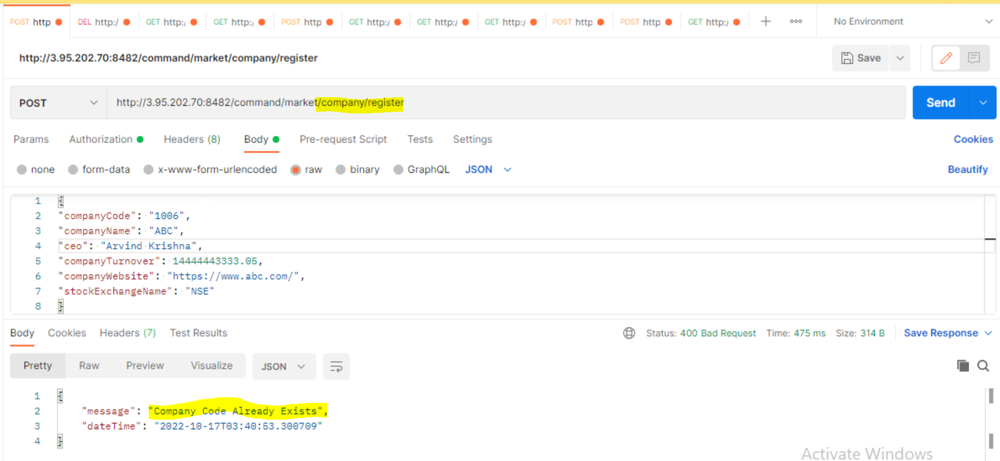 POST http DEL http:/ GET http:/ GET http:/ POST http GET http:/ GET http:/ GET http:/ POST http POST http GET http:/ No Environment
http://3.95.202.70:8482/command/market/company/register Save
POST http://3.95.202.70:8482/command/market/company/register Send
Params Authorization Headers (8) Body Pre-request Script Tests Settings Cookies
none form-data x-www-form-urlencoded raw binary GraphQL JSON Beautify
1 {
2 "companyCode": "1006",
3 "companyName": "ABC",
4 "ceo": "Arvind Krishna",
5 "companyTurnover": 14444443333.05,
6 "companyWebsite": "https://www.abc.com/",
7 "stockExchangeName": "NSE"
8 }
Body Cookies Headers (7) Test Results Status: 400 Bad Request Time: 475 ms Size: 314 B Save Response
Pretty Raw Preview Visualize JSON
1 {
2 "message": "Company Code Already Exists",
3 "dateTime": "2022-10-17T03:40:53.300709"
4 }
Activate Windows